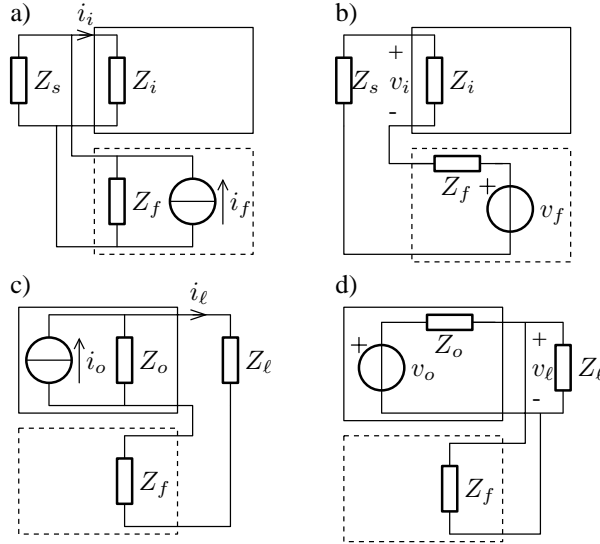 a)
i_i
Z_s
Z_i
Z_f
i_f
b)
+
Z_s
v_i
Z_i
-
Z_f
+
v_f
c)
i_ℓ
i_o
Z_o
Z_ℓ
Z_f
d)
+
Z_o
+
v_o
v_ℓ
Z_ℓ
-
Z_f